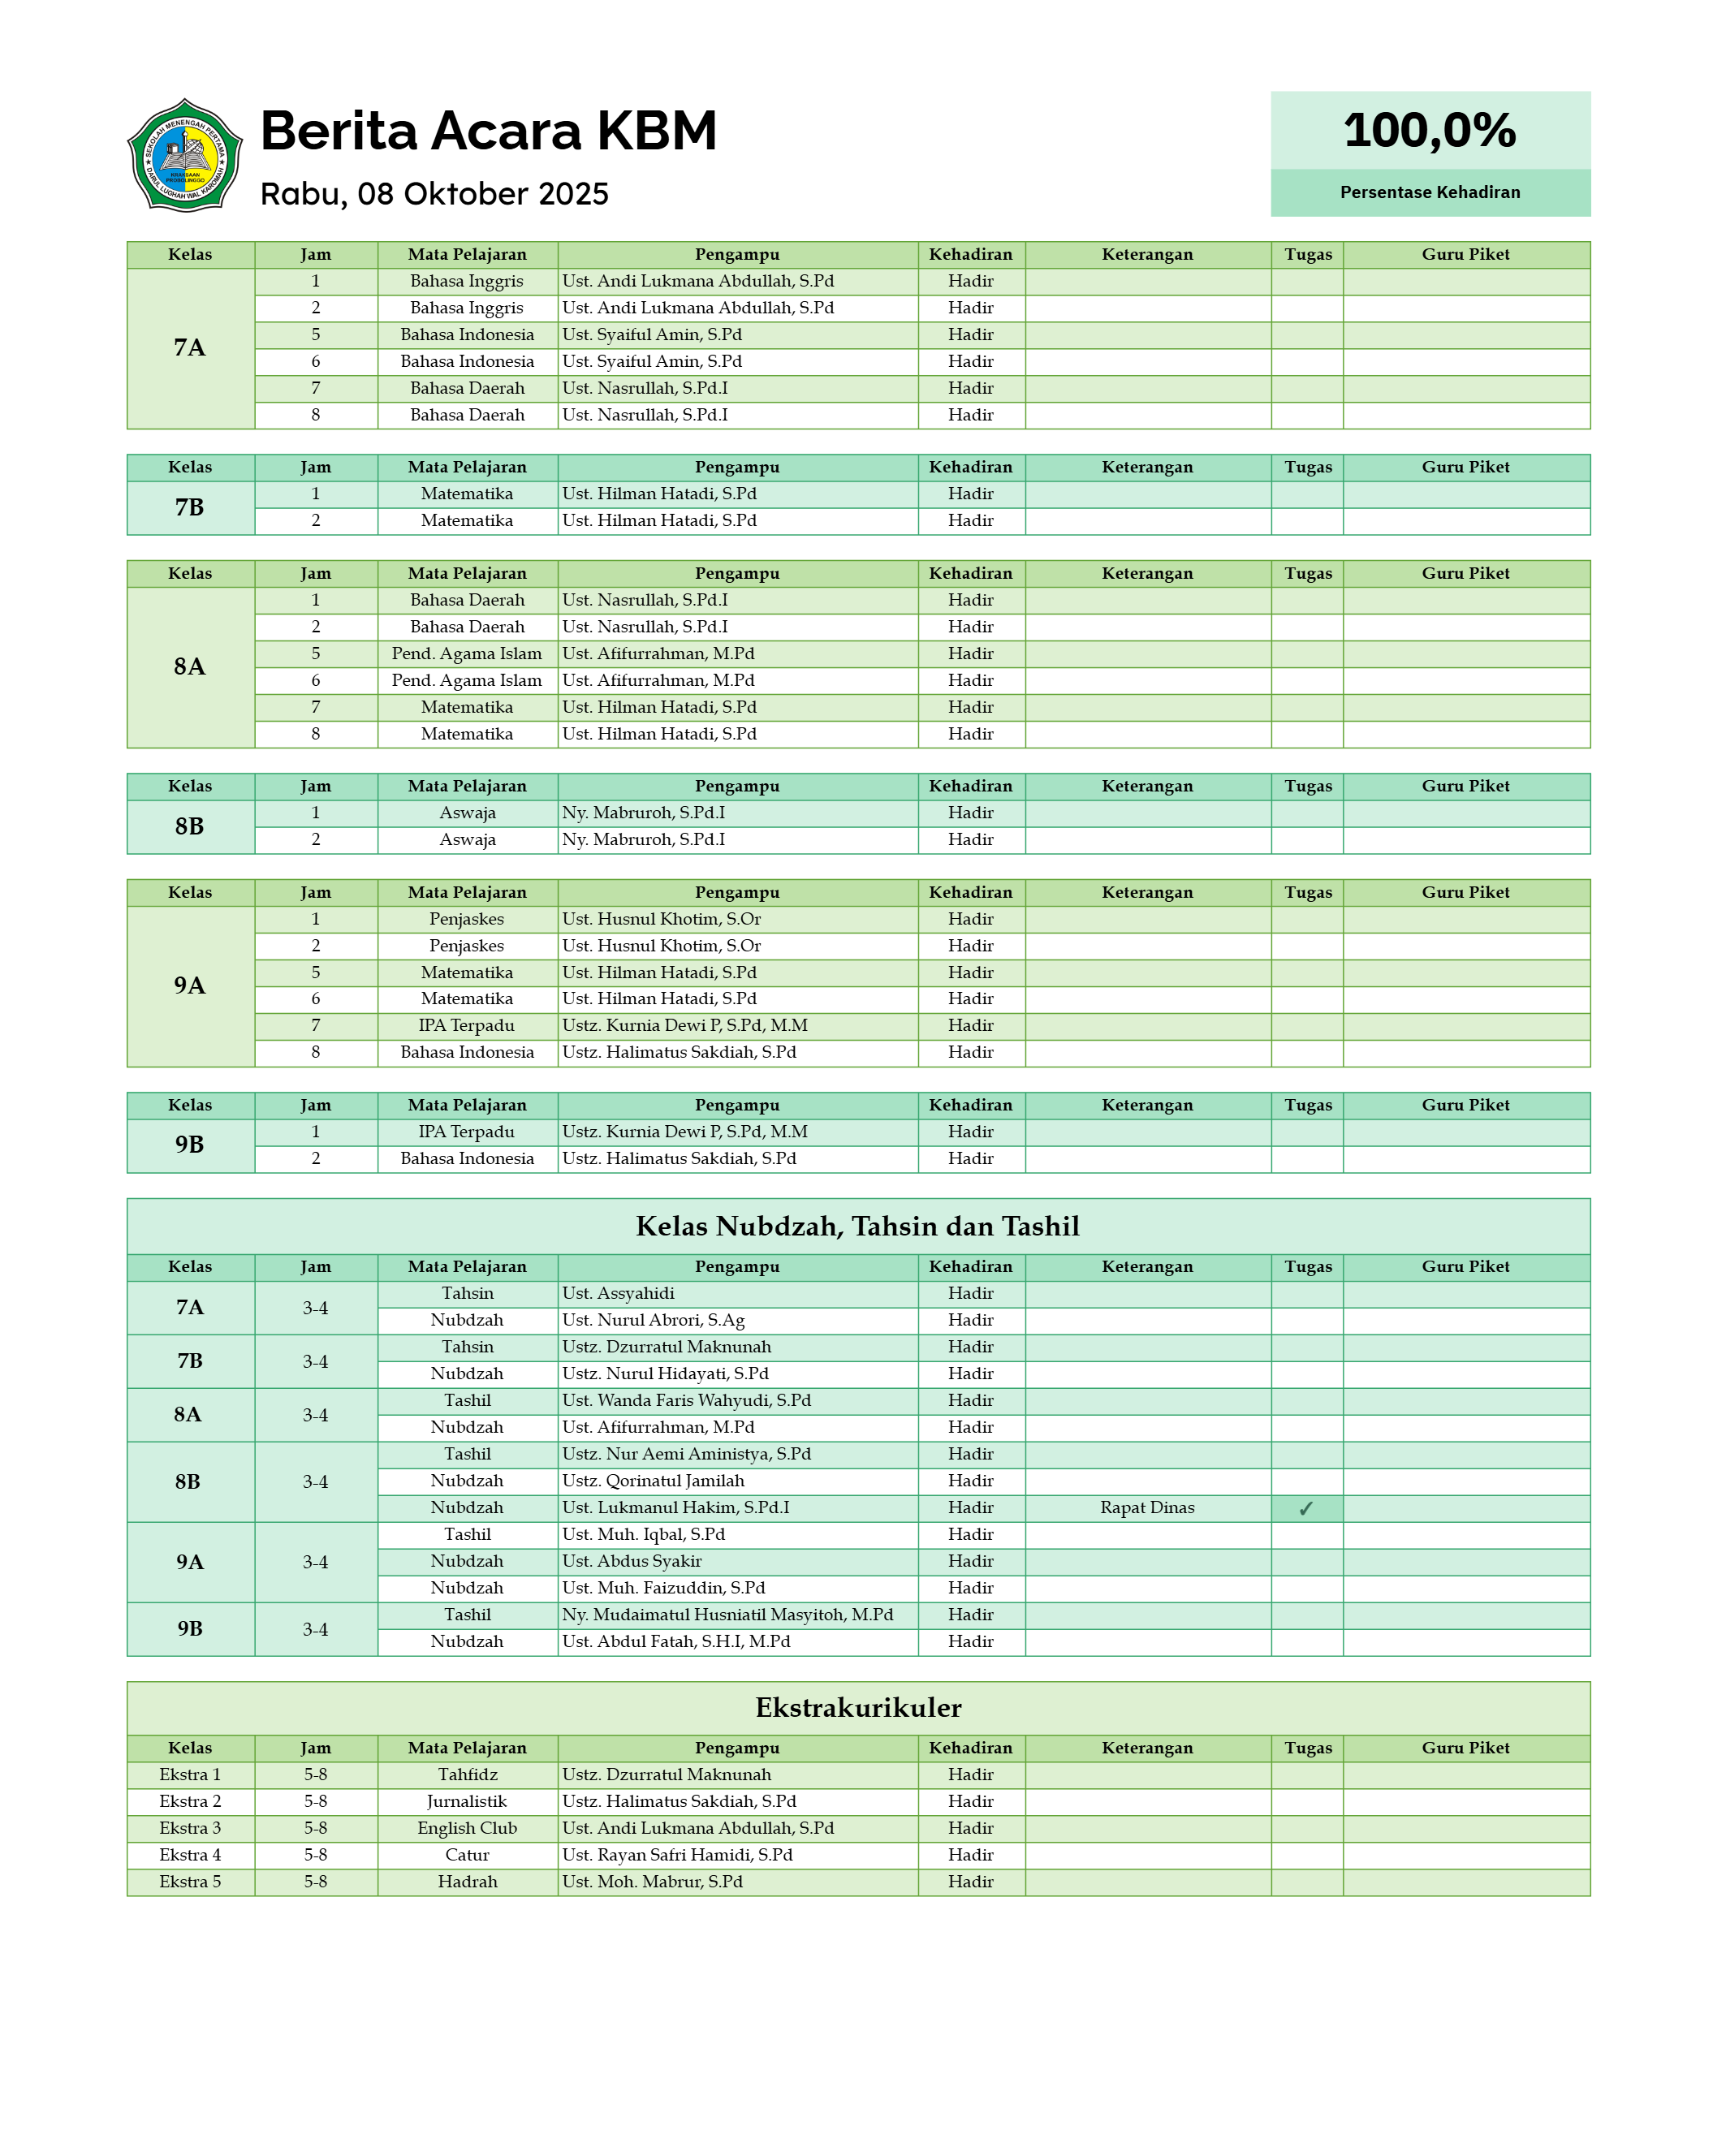 SEKOLAH MENENGAH PERTAMA
KRAKSAAN
PROBOLINGGO
DARUL LUGHAH WAL KAROMAH
Berita Acara KBM
Rabu, 08 Oktober 2025
100,0%
Persentase Kehadiran
Kelas Jam Mata Pelajaran Pengampu Kehadiran Keterangan Tugas Guru Piket
7A
1 Bahasa Inggris Ust. Andi Lukmana Abdullah, S.Pd Hadir
2 Bahasa Inggris Ust. Andi Lukmana Abdullah, S.Pd Hadir
5 Bahasa Indonesia Ust. Syaiful Amin, S.Pd Hadir
6 Bahasa Indonesia Ust. Syaiful Amin, S.Pd Hadir
7 Bahasa Daerah Ust. Nasrullah, S.Pd.I Hadir
8 Bahasa Daerah Ust. Nasrullah, S.Pd.I Hadir
Kelas Jam Mata Pelajaran Pengampu Kehadiran Keterangan Tugas Guru Piket
7B
1 Matematika Ust. Hilman Hatadi, S.Pd Hadir
2 Matematika Ust. Hilman Hatadi, S.Pd Hadir
Kelas Jam Mata Pelajaran Pengampu Kehadiran Keterangan Tugas Guru Piket
8A
1 Bahasa Daerah Ust. Nasrullah, S.Pd.I Hadir
2 Bahasa Daerah Ust. Nasrullah, S.Pd.I Hadir
5 Pend. Agama Islam Ust. Afifurrahman, M.Pd Hadir
6 Pend. Agama Islam Ust. Afifurrahman, M.Pd Hadir
7 Matematika Ust. Hilman Hatadi, S.Pd Hadir
8 Matematika Ust. Hilman Hatadi, S.Pd Hadir
Kelas Jam Mata Pelajaran Pengampu Kehadiran Keterangan Tugas Guru Piket
8B
1 Aswaja Ny. Mabruroh, S.Pd.I Hadir
2 Aswaja Ny. Mabruroh, S.Pd.I Hadir
Kelas Jam Mata Pelajaran Pengampu Kehadiran Keterangan Tugas Guru Piket
9A
1 Penjaskes Ust. Husnul Khotim, S.Or Hadir
2 Penjaskes Ust. Husnul Khotim, S.Or Hadir
5 Matematika Ust. Hilman Hatadi, S.Pd Hadir
6 Matematika Ust. Hilman Hatadi, S.Pd Hadir
7 IPA Terpadu Ustz. Kurnia Dewi P, S.Pd, M.M Hadir
8 Bahasa Indonesia Ustz. Halimatus Sakdiah, S.Pd Hadir
Kelas Jam Mata Pelajaran Pengampu Kehadiran Keterangan Tugas Guru Piket
9B
1 IPA Terpadu Ustz. Kurnia Dewi P, S.Pd, M.M Hadir
2 Bahasa Indonesia Ustz. Halimatus Sakdiah, S.Pd Hadir
Kelas Nubdzah, Tahsin dan Tashil
Kelas Jam Mata Pelajaran Pengampu Kehadiran Keterangan Tugas Guru Piket
7A 3-4
Tahsin Ust. Assyahidi Hadir
Nubdzah Ust. Nurul Abrori, S.Ag Hadir
7B 3-4
Tahsin Ustz. Dzurratul Maknunah Hadir
Nubdzah Ustz. Nurul Hidayati, S.Pd Hadir
8A 3-4
Tashil Ust. Wanda Faris Wahyudi, S.Pd Hadir
Nubdzah Ust. Afifurrahman, M.Pd Hadir
8B 3-4
Tashil Ustz. Nur Aemi Aministya, S.Pd Hadir
Nubdzah Ustz. Qorinatul Jamilah Hadir
Nubdzah Ust. Lukmanul Hakim, S.Pd.I Hadir Rapat Dinas ✓
9A 3-4
Tashil Ust. Muh. Iqbal, S.Pd Hadir
Nubdzah Ust. Abdus Syakir Hadir
Nubdzah Ust. Muh. Faizuddin, S.Pd Hadir
9B 3-4
Tashil Ny. Mudaimatul Husniatil Masyitoh, M.Pd Hadir
Nubdzah Ust. Abdul Fatah, S.H.I, M.Pd Hadir
Ekstrakurikuler
Kelas Jam Mata Pelajaran Pengampu Kehadiran Keterangan Tugas Guru Piket
Ekstra 1 5-8 Tahfidz Ustz. Dzurratul Maknunah Hadir
Ekstra 2 5-8 Jurnalistik Ustz. Halimatus Sakdiah, S.Pd Hadir
Ekstra 3 5-8 English Club Ust. Andi Lukmana Abdullah, S.Pd Hadir
Ekstra 4 5-8 Catur Ust. Rayan Safri Hamidi, S.Pd Hadir
Ekstra 5 5-8 Hadrah Ust. Moh. Mabrur, S.Pd Hadir